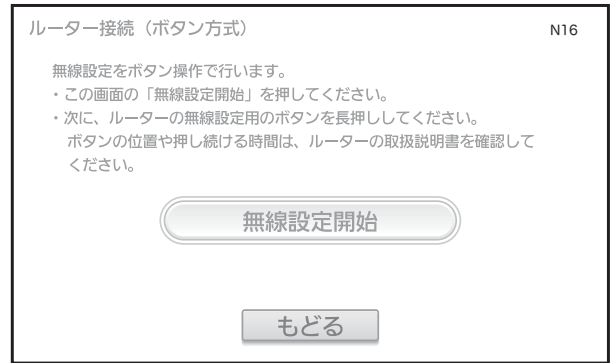 ルーター接続（ボタン方式）
N16
無線設定をボタン操作で行います。
・この画面の「無線設定開始」を押してください。
・次に、ルーターの無線設定用のボタンを長押ししてください。
ボタンの位置や押し続ける時間は、ルーターの取扱説明書を確認して
ください。
無線設定開始
もどる